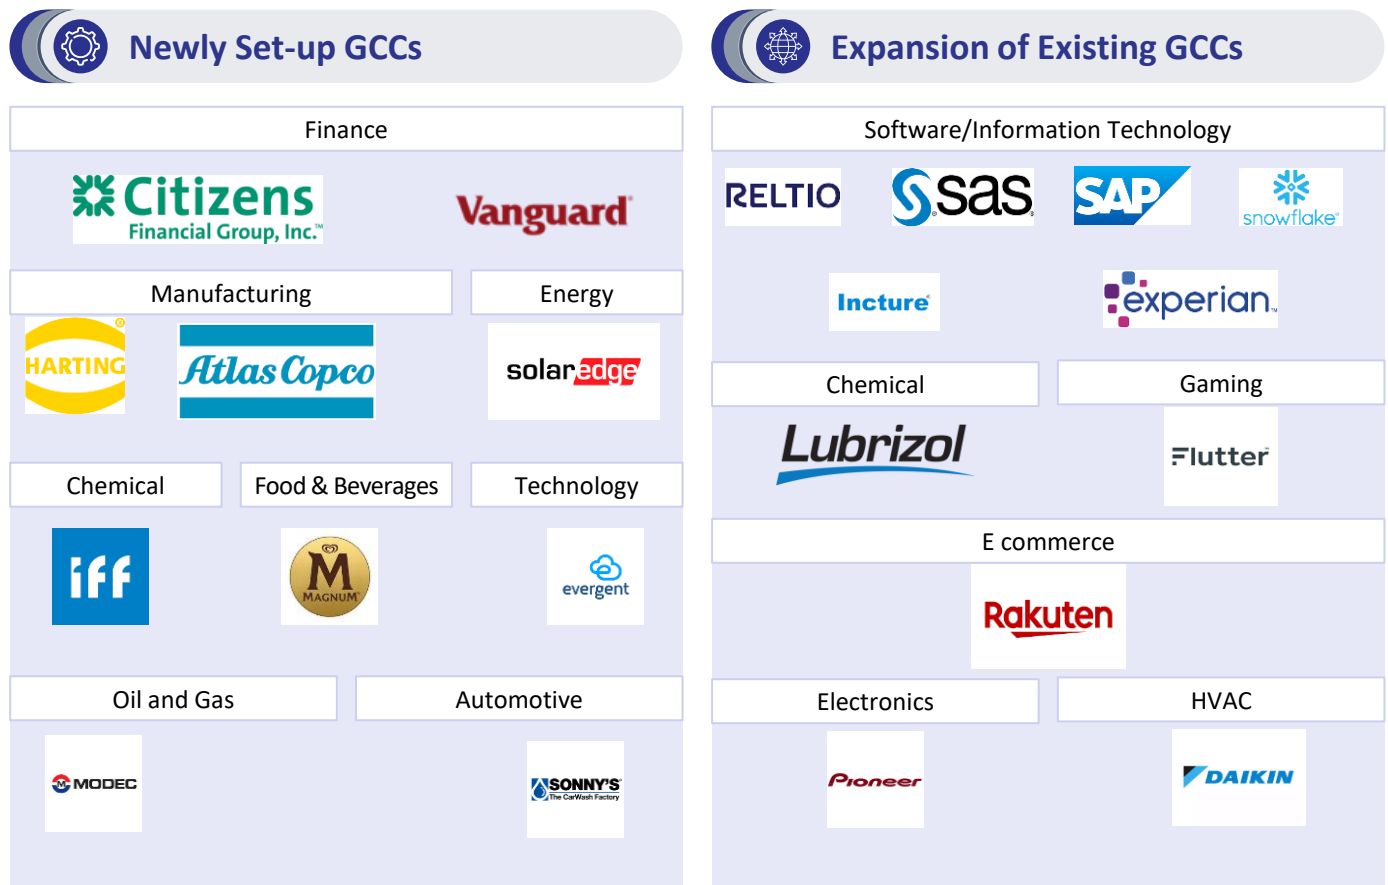 Newly Set-up GCCs
Finance
Citizens
Financial Group, Inc.™
Vanguard®
Manufacturing
Energy
HARTING®
Atlas Copco
solaredge
Chemical
Food & Beverages
Technology
iff
M
MAGNUM
evergent
Oil and Gas
Automotive
M MODEC
SONNY'S®
The CarWash Factory
Expansion of Existing GCCs
Software/Information Technology
RELTIO
sas
SAP
snowflake®
Incture
experian™
Chemical
Gaming
Lubrizol
Flutter
E commerce
Rakuten
Electronics
HVAC
Pioneer
DAIKIN